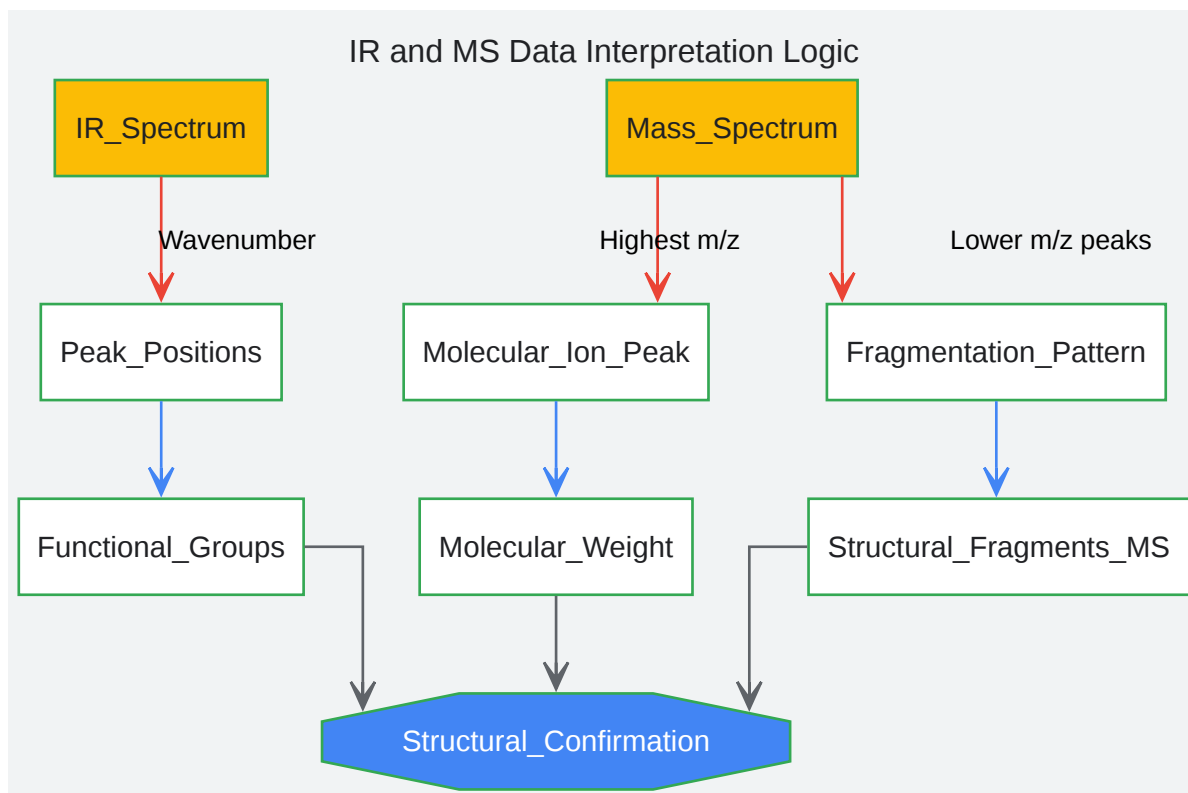 IR and MS Data Interpretation Logic
IR_Spectrum
Mass_Spectrum
Wavenumber
Highest m/z
Lower m/z peaks
Peak_Positions
Molecular_Ion_Peak
Fragmentation_Pattern
Functional_Groups
Molecular_Weight
Structural_Fragments_MS
Structural_Confirmation